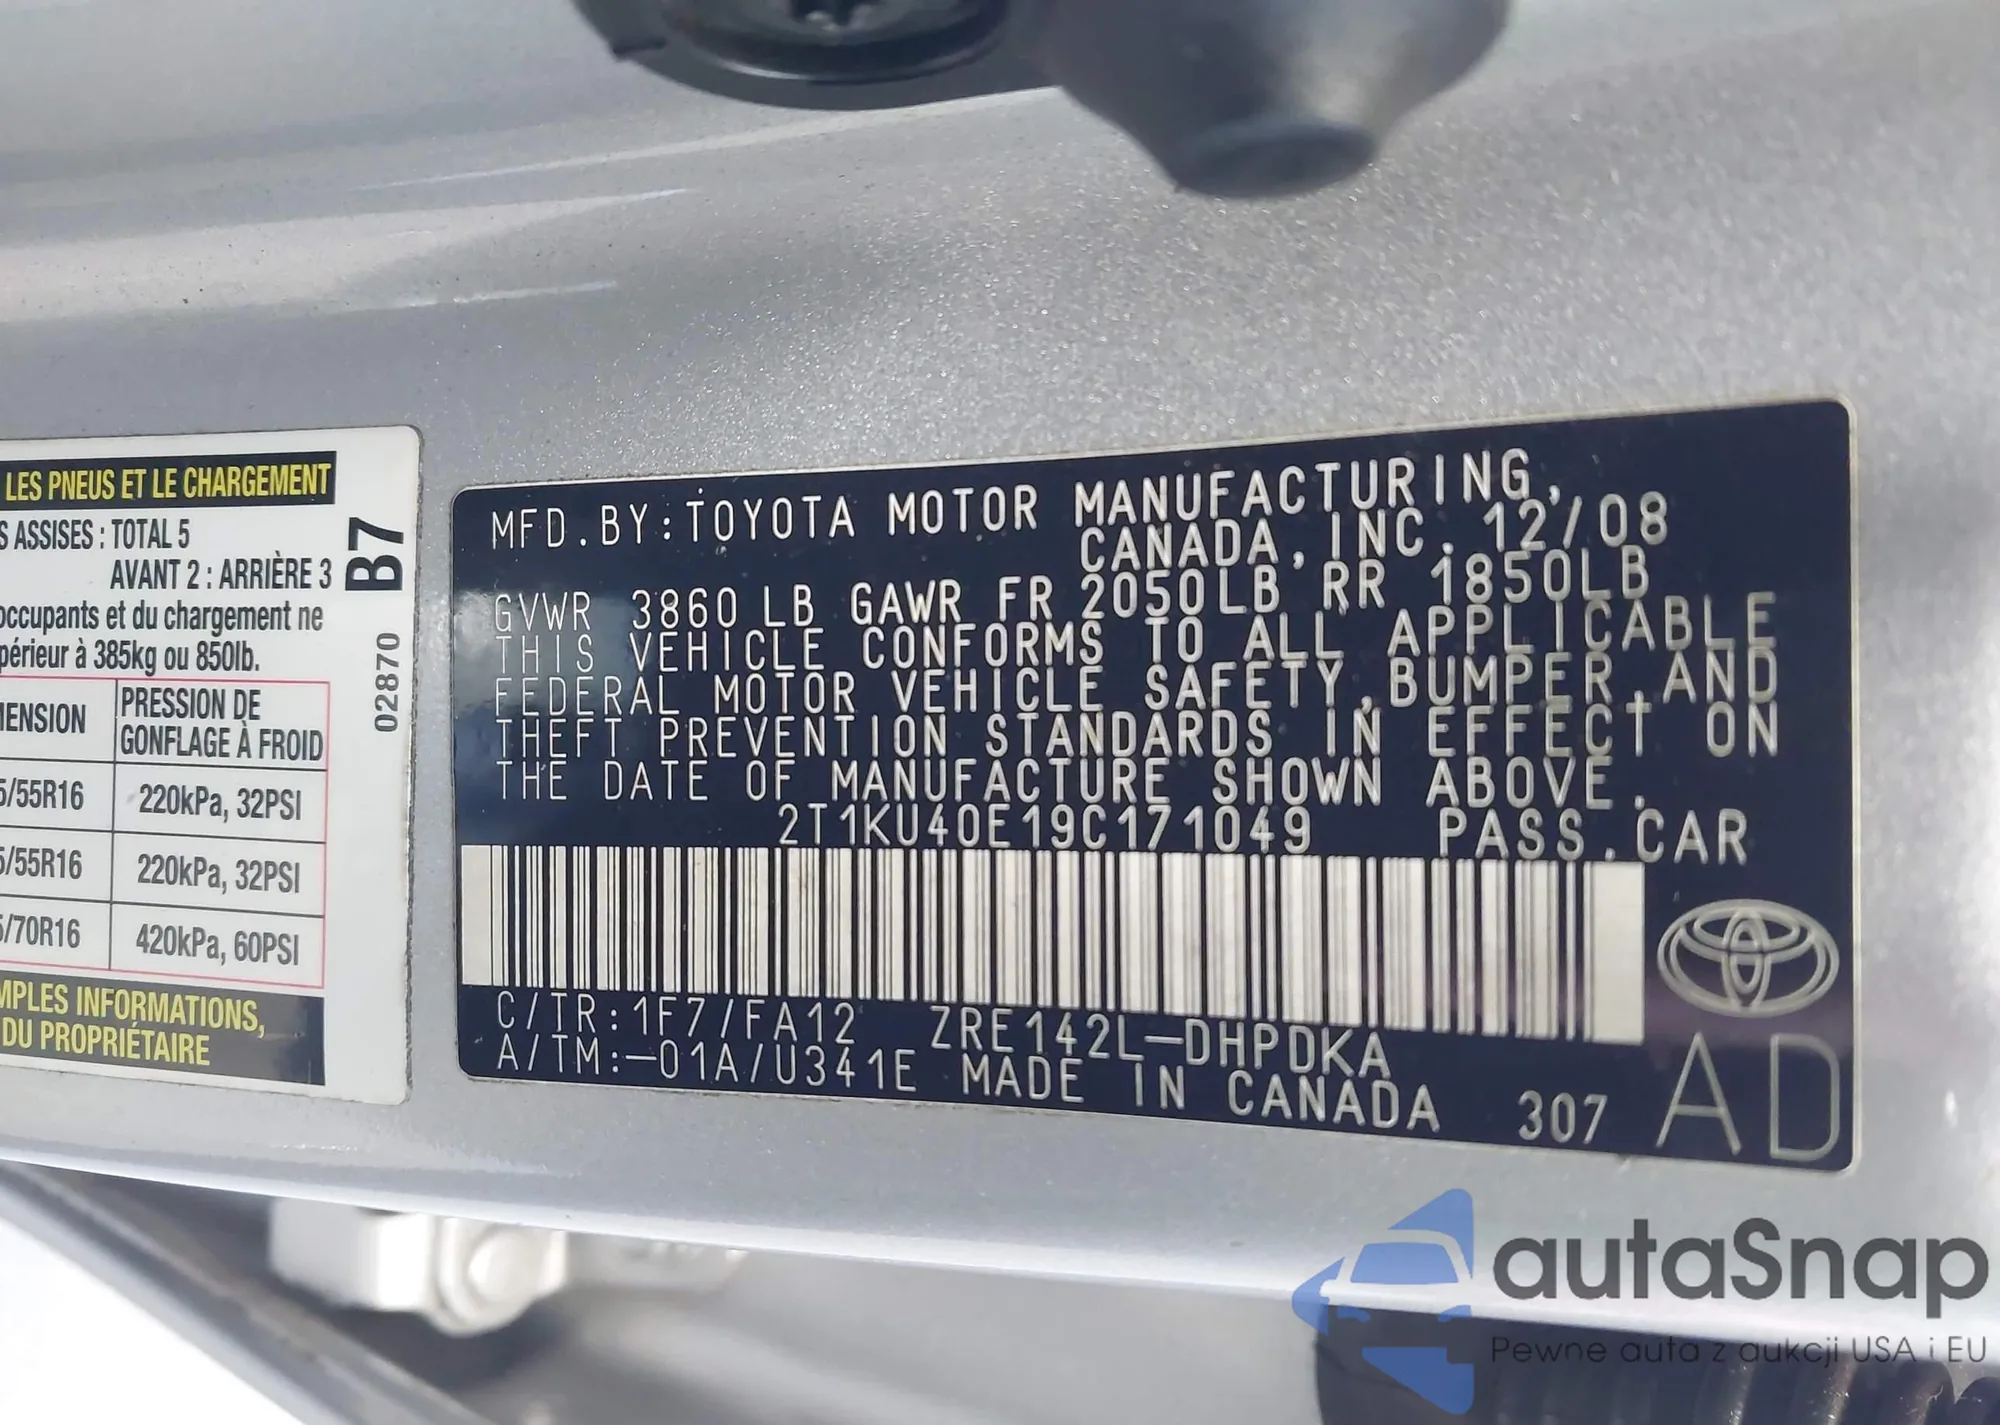 LES PNEUS ET LE CHARGEMENT
S ASSISES : TOTAL 5
AVANT 2 : ARRIÈRE 3
occupants et du chargement ne
périeur à 385kg ou 850lb.
MENSION
PRESSION DE
GONFLAGE À FROID
5/55R16
220kPa, 32PSI
5/55R16
220kPa, 32PSI
5/70R16
420kPa, 60PSI
MPLES INFORMATIONS,
DU PROPRIÉTAIRE
B7
02870
MFD.BY:TOYOTA MOTOR MANUFACTURING,
CANADA,INC. 12/08
GVWR 3860 LB GAWR FR 2050LB RR 1850LB
THIS VEHICLE CONFORMS TO ALL APPLICABLE
FEDERAL MOTOR VEHICLE SAFETY,BUMPER,AND
THEFT PREVENTION STANDARDS IN EFFECT ON
THE DATE OF MANUFACTURE SHOWN ABOVE.
2T1KU40E19C171049 PASS.CAR
C/TR:1F7/FA12 ZRE142L-DHPDKA
A/TM:-01A/U341E MADE IN CANADA 307
AD
autaSnap
Pewne auta z aukcji USA i EU